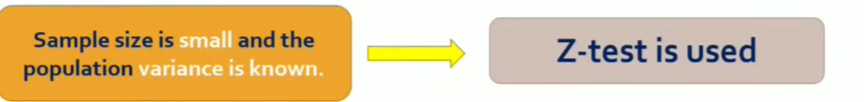 Sample size is small and the
population variance is known.
Z-test is used